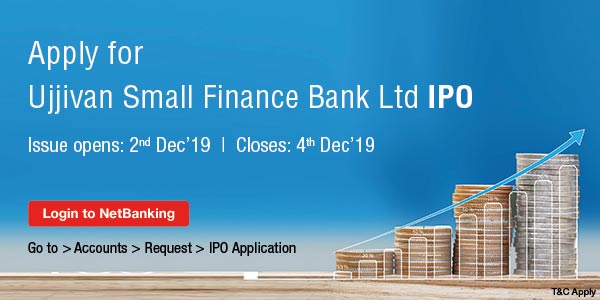 Apply for
Ujjivan Small Finance Bank Ltd IPO
Issue opens: 2nd Dec'19 | Closes: 4th Dec'19
Login to NetBanking
Go to > Accounts > Request > IPO Application
T&C Apply